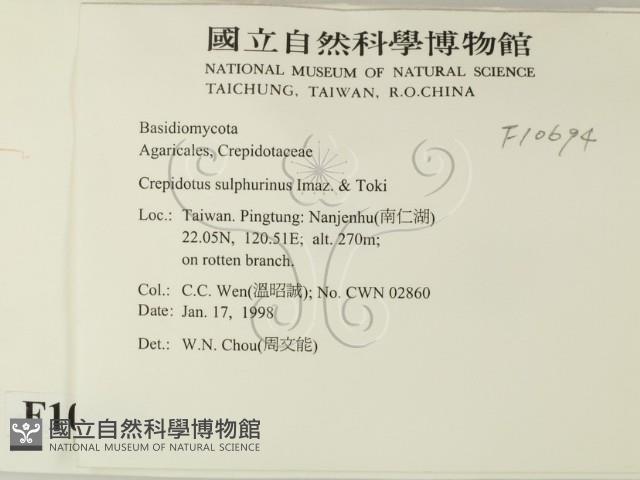 國立自然科學博物館
NATIONAL MUSEUM OF NATURAL SCIENCE
TAICHUNG, TAIWAN, R.O.CHINA
F10694
Basidiomycota
Agaricales, Crepidotaceae
Crepidotus sulphurinus Imaz. & Toki
Loc.: Taiwan. Pingtung: Nanjenhu(南仁湖)
22.05N, 120.51E; alt. 270m;
on rotten branch.
Col.: C.C. Wen(溫昭誠); No. CWN 02860
Date: Jan. 17, 1998
Det.: W.N. Chou(周文能)
F10
國立自然科學博物館
NATIONAL MUSEUM OF NATURAL SCIENCE